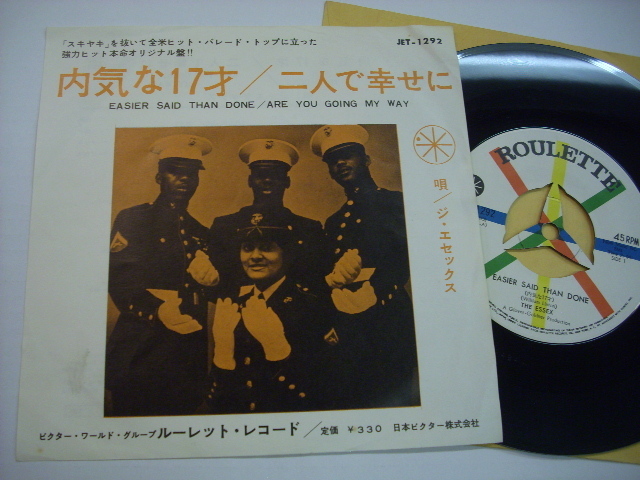 「スキヤキ」を抜いて全米ヒット・パレード・トップに立った
強力ヒット本命オリジナル盤!!
JET-1292
内気な17才/二人で幸せに
EASIER SAID THAN DONE/ARE YOU GOING MY WAY
唄/ジ・エセックス
ビクター・ワールド・グループ ルーレット・レコード/定価 ¥330 日本ビクター株式会社
ROULETTE
45 RPM
SIDE 1
EASIER SAID THAN DONE
THE ESSEX